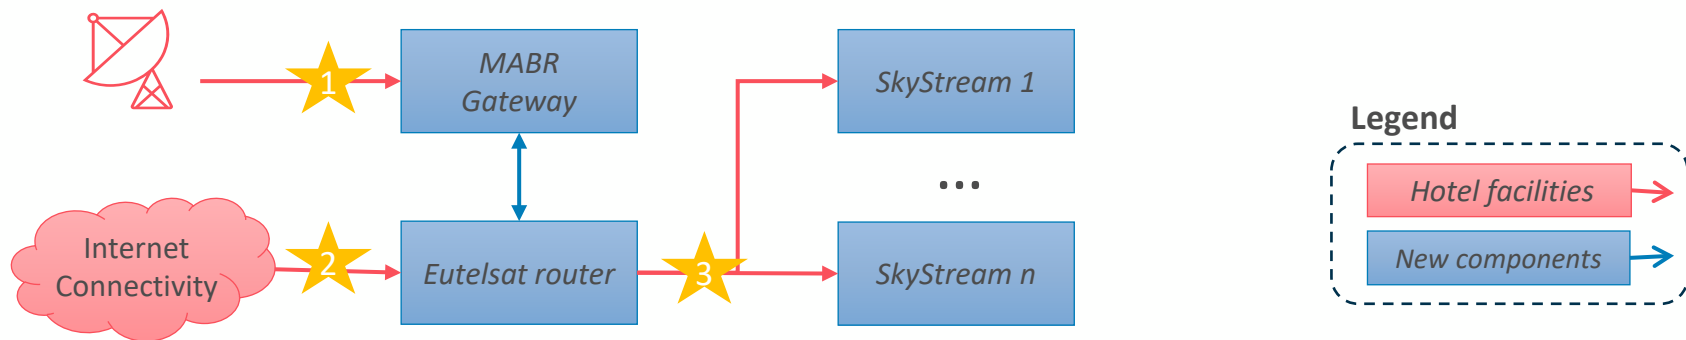 1
MABR
Gateway
SkyStream 1
...
Internet
Connectivity
2
Eutelsat router
3
SkyStream n
Legend
Hotel facilities
New components